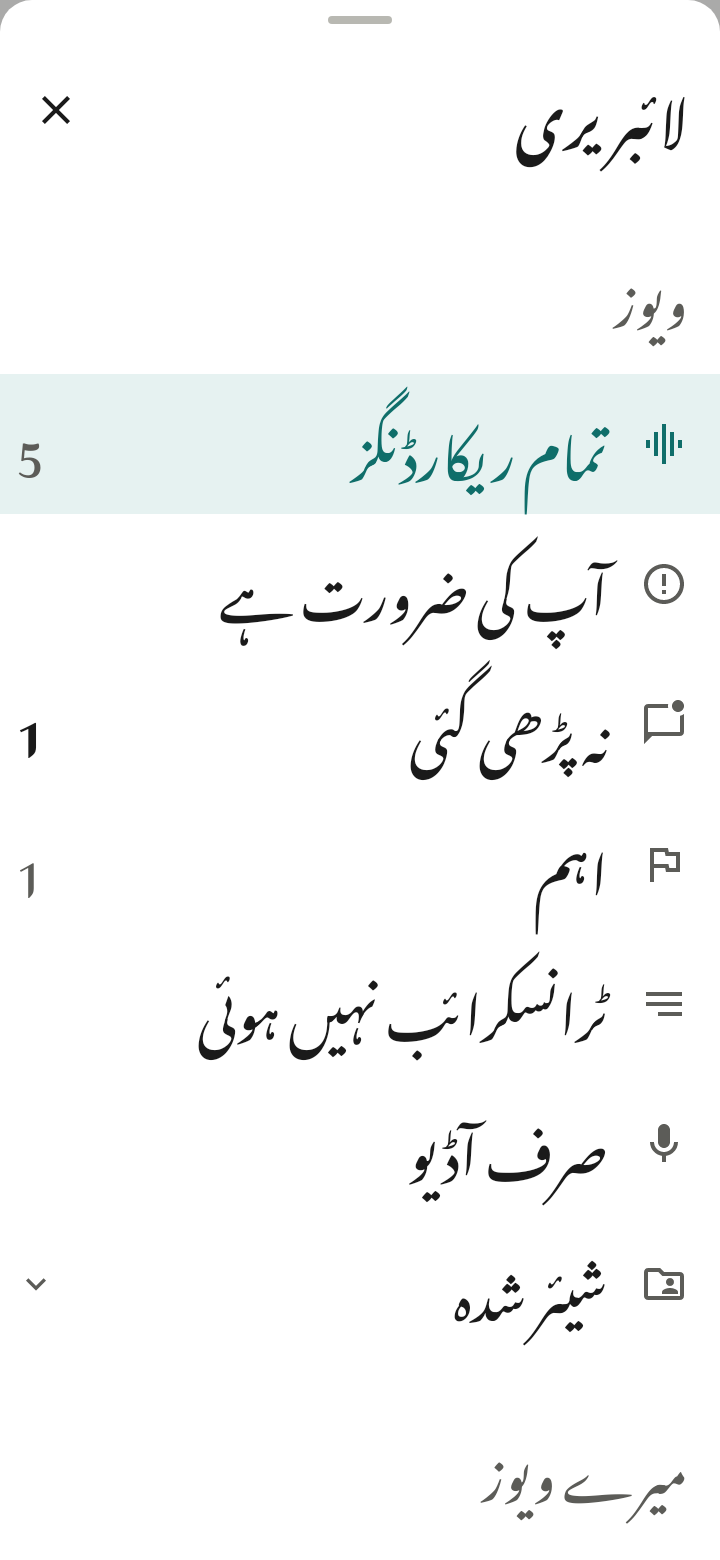 لائبریری
ویوز
تمام ریکارڈنگز 5
آپ کی ضرورت ہے
نہ پڑھی گئی 1
اہم 1
ٹرانسکرائب نہیں ہوئی
صرف آڈیو
شیئر شدہ
میرے ویوز